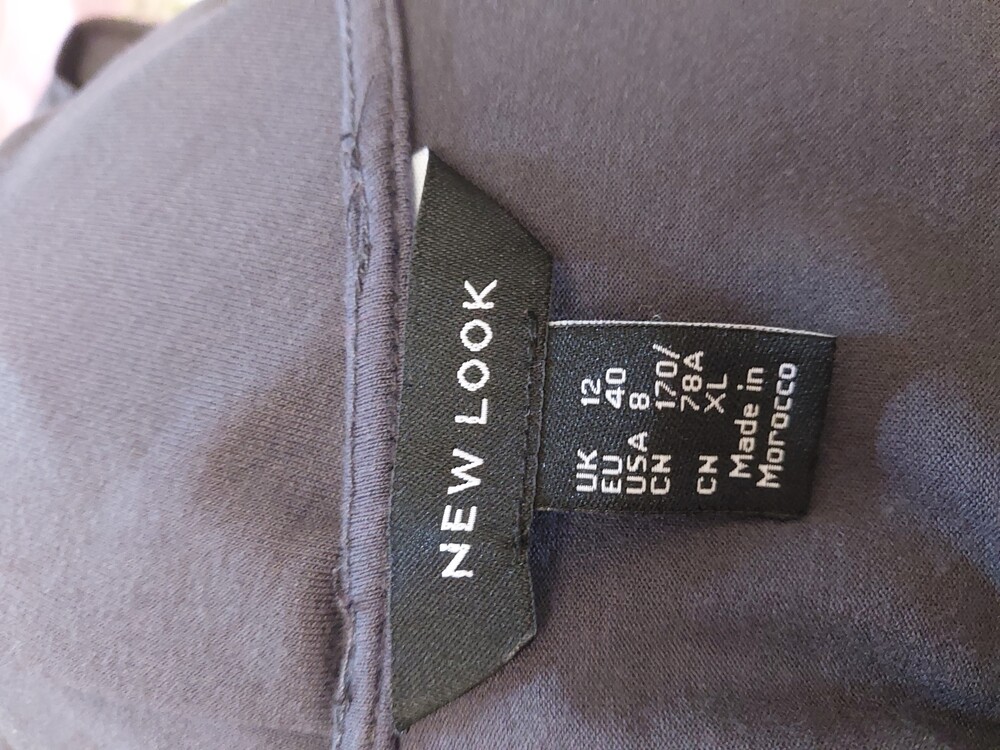 NEW LOOK
UK 12
EU 40
USA 8
CN 170/
78A
CN XL
Made in
Morocco